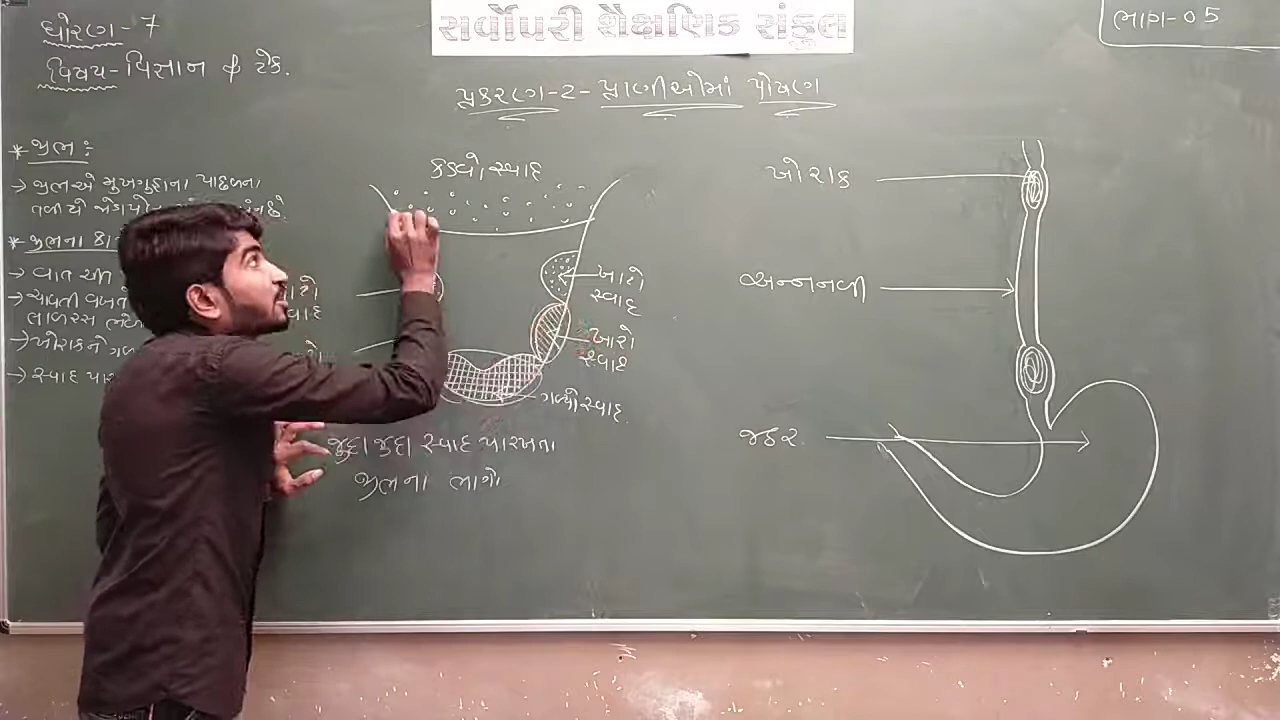 સર્વોપરી શૈક્ષણિક સંકુલ
ધોરણ-7
વિષય-વિજ્ઞાન & ટેક.
ભાગ-05
પ્રકરણ-2-પ્રાણીઓમાં પોષણ
* જીભ:
→ જીભએ મુખગુહાના પાછળના
તળીયે
* જીભના
→ વાત
→ ચાવતી વખતે
લાળરસ
→ ખોરાકને
→ સ્વાદ
કડવો સ્વાદ
ખાટો
સ્વાદ
ખારો
સ્વાદ
ગળ્યો સ્વાદ
જુદા જુદા સ્વાદ પારખતા
જીભના ભાગો
ખોરાક
અન્નનળી
જઠર